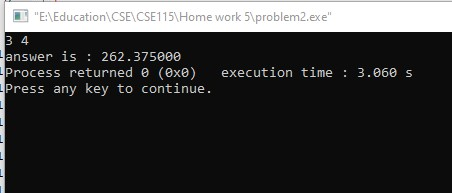 "E:\Education\CSE\CSE115\Home work 5\problem2.exe"
3 4
answer is : 262.375000
Process returned 0 (0x0)   execution time : 3.060 s
Press any key to continue.